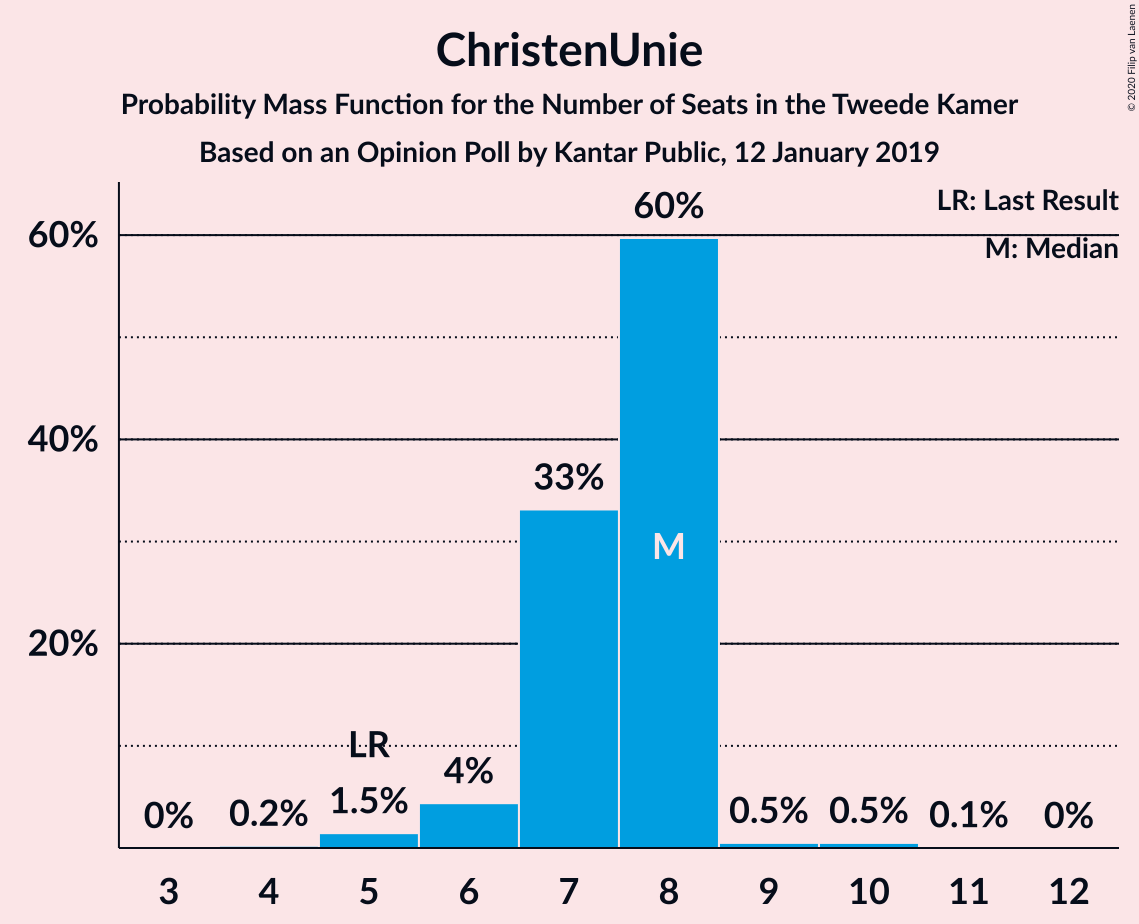 ChristenUnie
Probability Mass Function for the Number of Seats in the Tweede Kamer
Based on an Opinion Poll by Kantar Public, 12 January 2019
© 2020 Filip van Laenen
LR: Last Result
M: Median
60%
40%
20%
0%
0.2%
LR
1.5%
4%
33%
60%
M
0.5%
0.5%
0.1%
0%
3 4 5 6 7 8 9 10 11 12